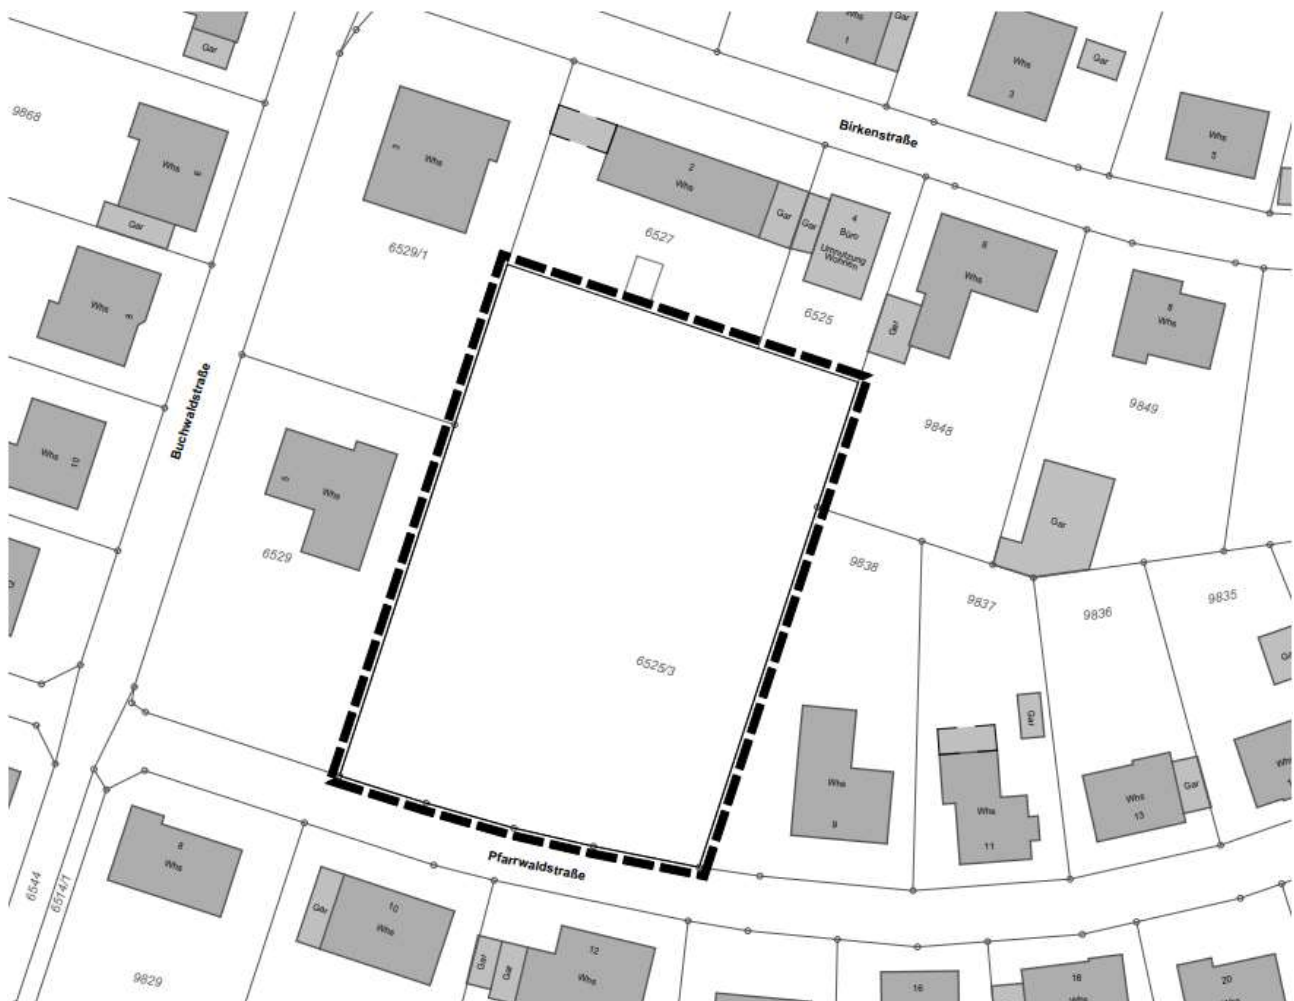 Whs
1
Gar
Whs
3
Gar
Gar
9868
Birkenstraße
Whs
5
Whs
Whs
Gar
2
Whs
Gar
Gar
4
Büro
Umnutzung
Wohnen
6527
6529/1
8
Whs
Whs
6525
Gar
8
Whs
Buchwaldstraße
9849
9848
Whs
10
Whs
Gar
6529
9838
9837
9836
9835
6525/3
Gar
Whs
9
Whs
11
Whs
13
Gar
8
Whs
Pfarrwaldstraße
6544
6514/1
Gar
10
Whs
12
Whs
Gar
Gar
9829
16
18
Whs
20